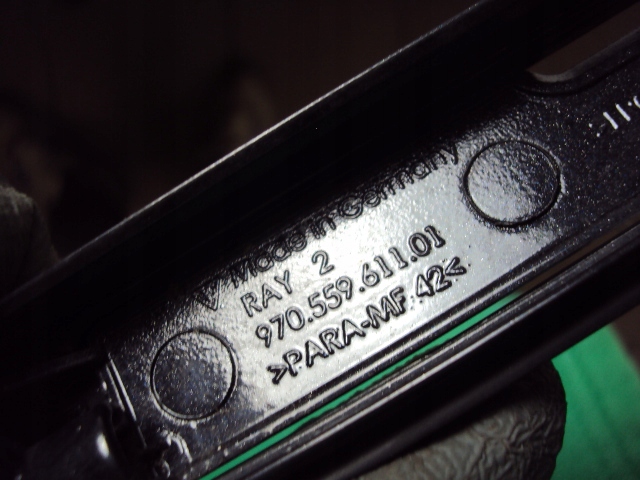 Made in Germany
RAY 2
970.559.611.01
>PARA-MF 42<